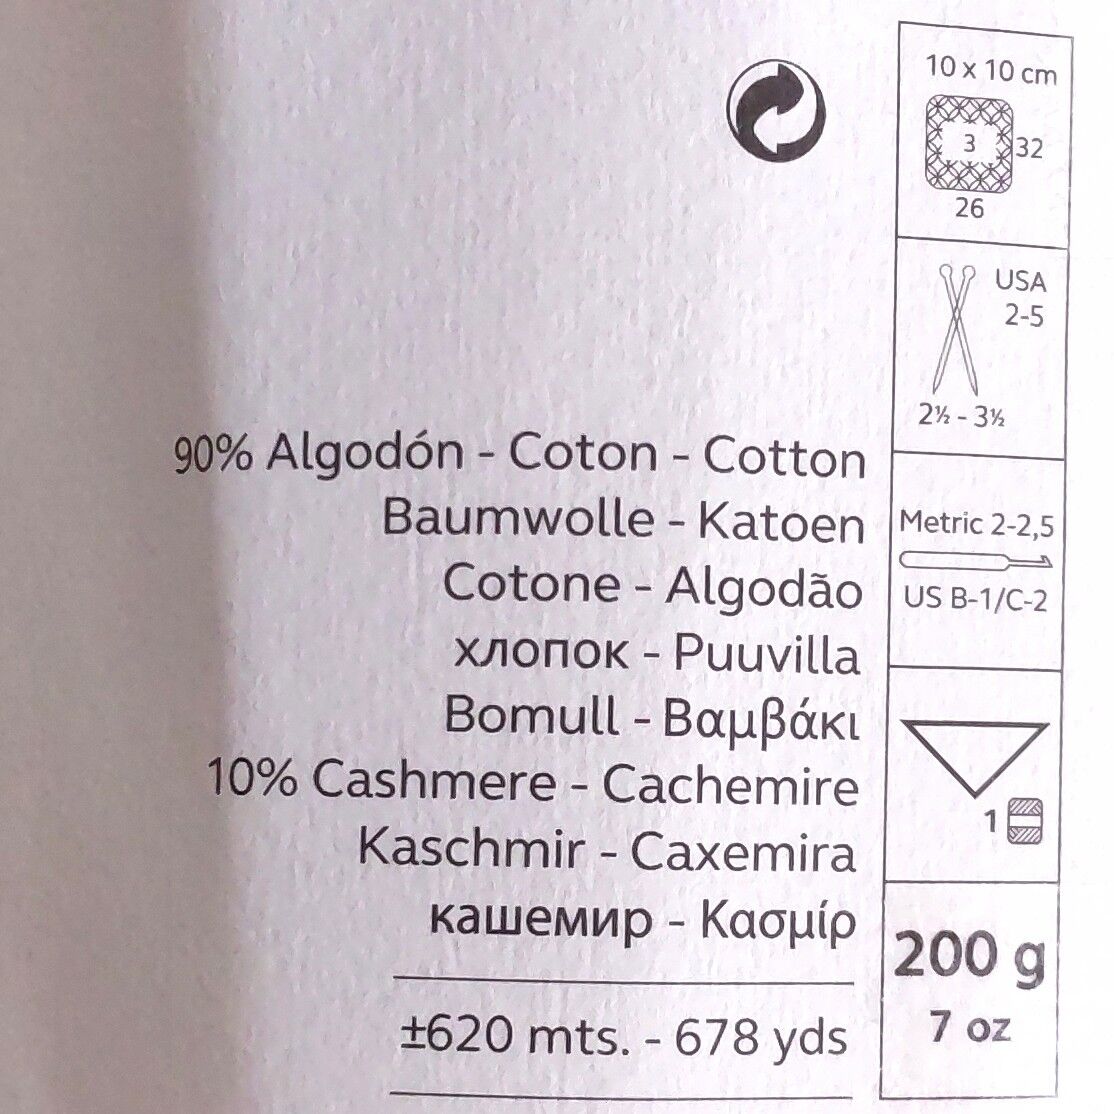 90% Algodón - Coton - Cotton
Baumwolle - Katoen
Cotone - Algodão
хлопок - Puuvilla
Bomull - Βαμβάκι
10% Cashmere - Cachemire
Kaschmir - Caxemira
кашемир - Κασμίρ
±620 mts. - 678 yds
10 x 10 cm
3
32
26
USA
2-5
2½ - 3½
Metric 2-2,5
US B-1/C-2
1
200 g
7 oz